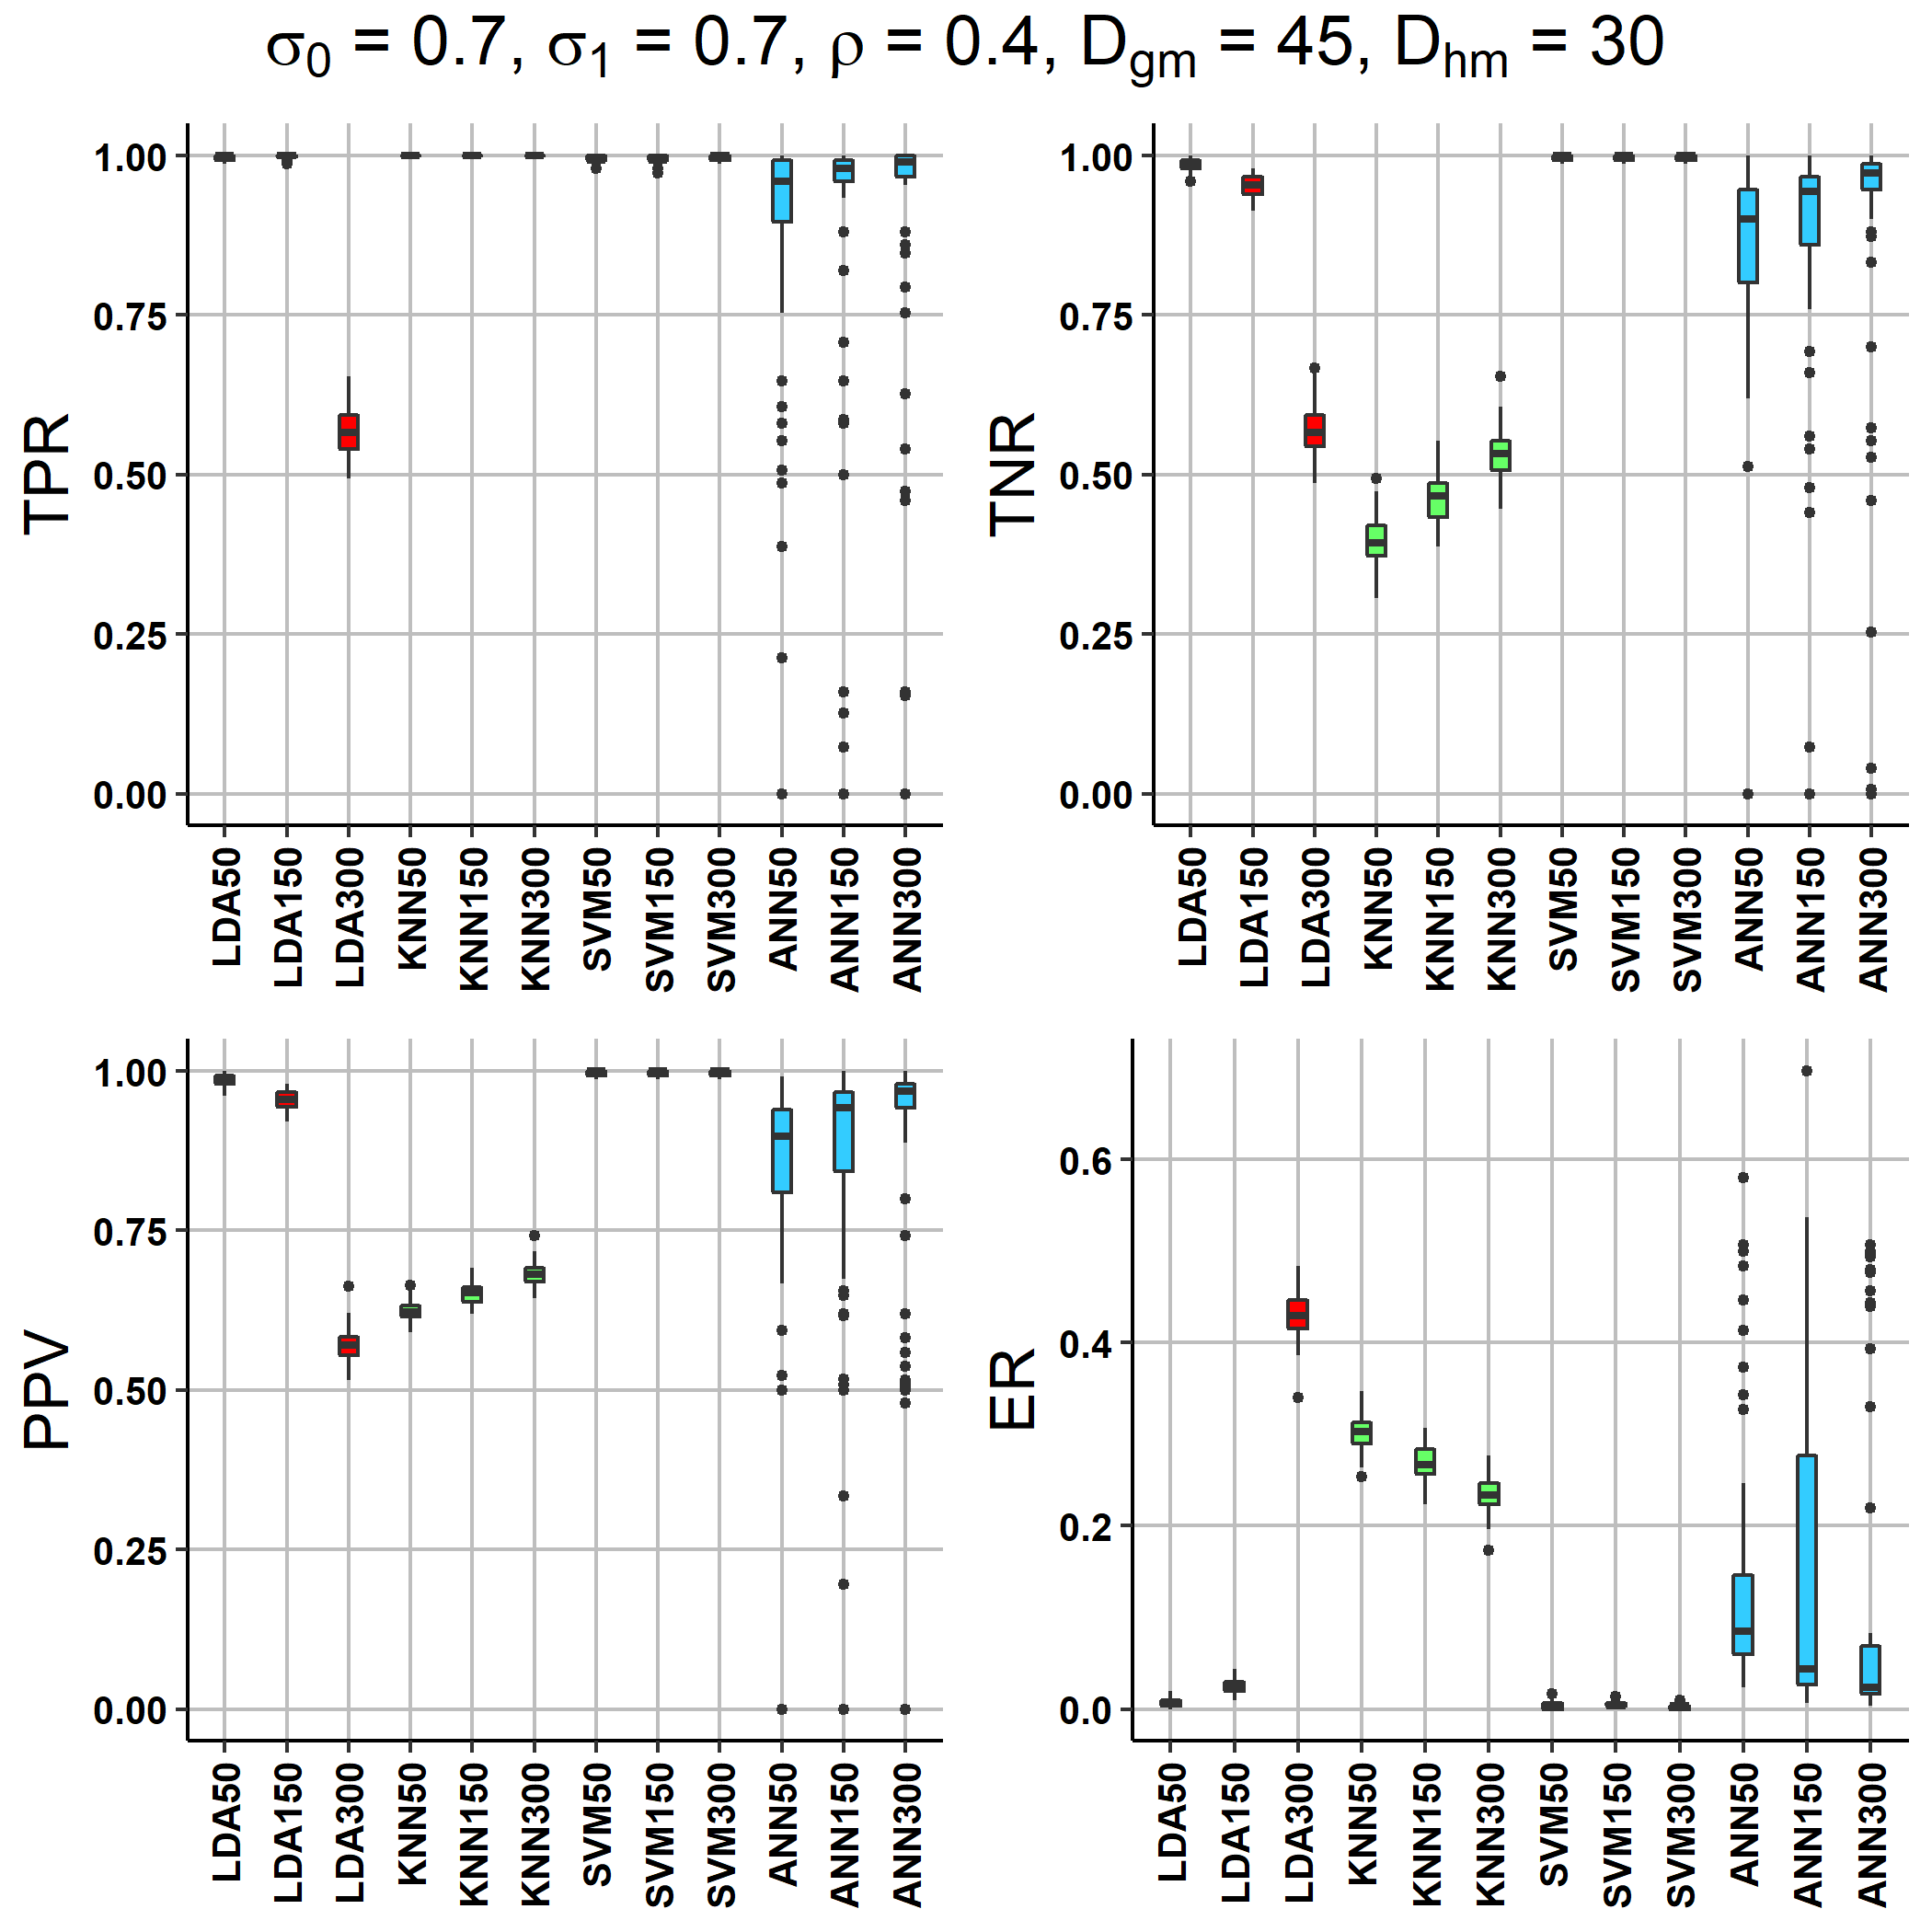 σ₀ = 0.7, σ₁ = 0.7, ρ = 0.4, D_gm = 45, D_hm = 30
TPR
1.00
0.75
0.50
0.25
0.00
LDA50 LDA150 LDA300 KNN50 KNN150 KNN300 SVM50 SVM150 SVM300 ANN50 ANN150 ANN300
TNR
1.00
0.75
0.50
0.25
0.00
LDA50 LDA150 LDA300 KNN50 KNN150 KNN300 SVM50 SVM150 SVM300 ANN50 ANN150 ANN300
PPV
1.00
0.75
0.50
0.25
0.00
LDA50 LDA150 LDA300 KNN50 KNN150 KNN300 SVM50 SVM150 SVM300 ANN50 ANN150 ANN300
ER
0.6
0.4
0.2
0.0
LDA50 LDA150 LDA300 KNN50 KNN150 KNN300 SVM50 SVM150 SVM300 ANN50 ANN150 ANN300